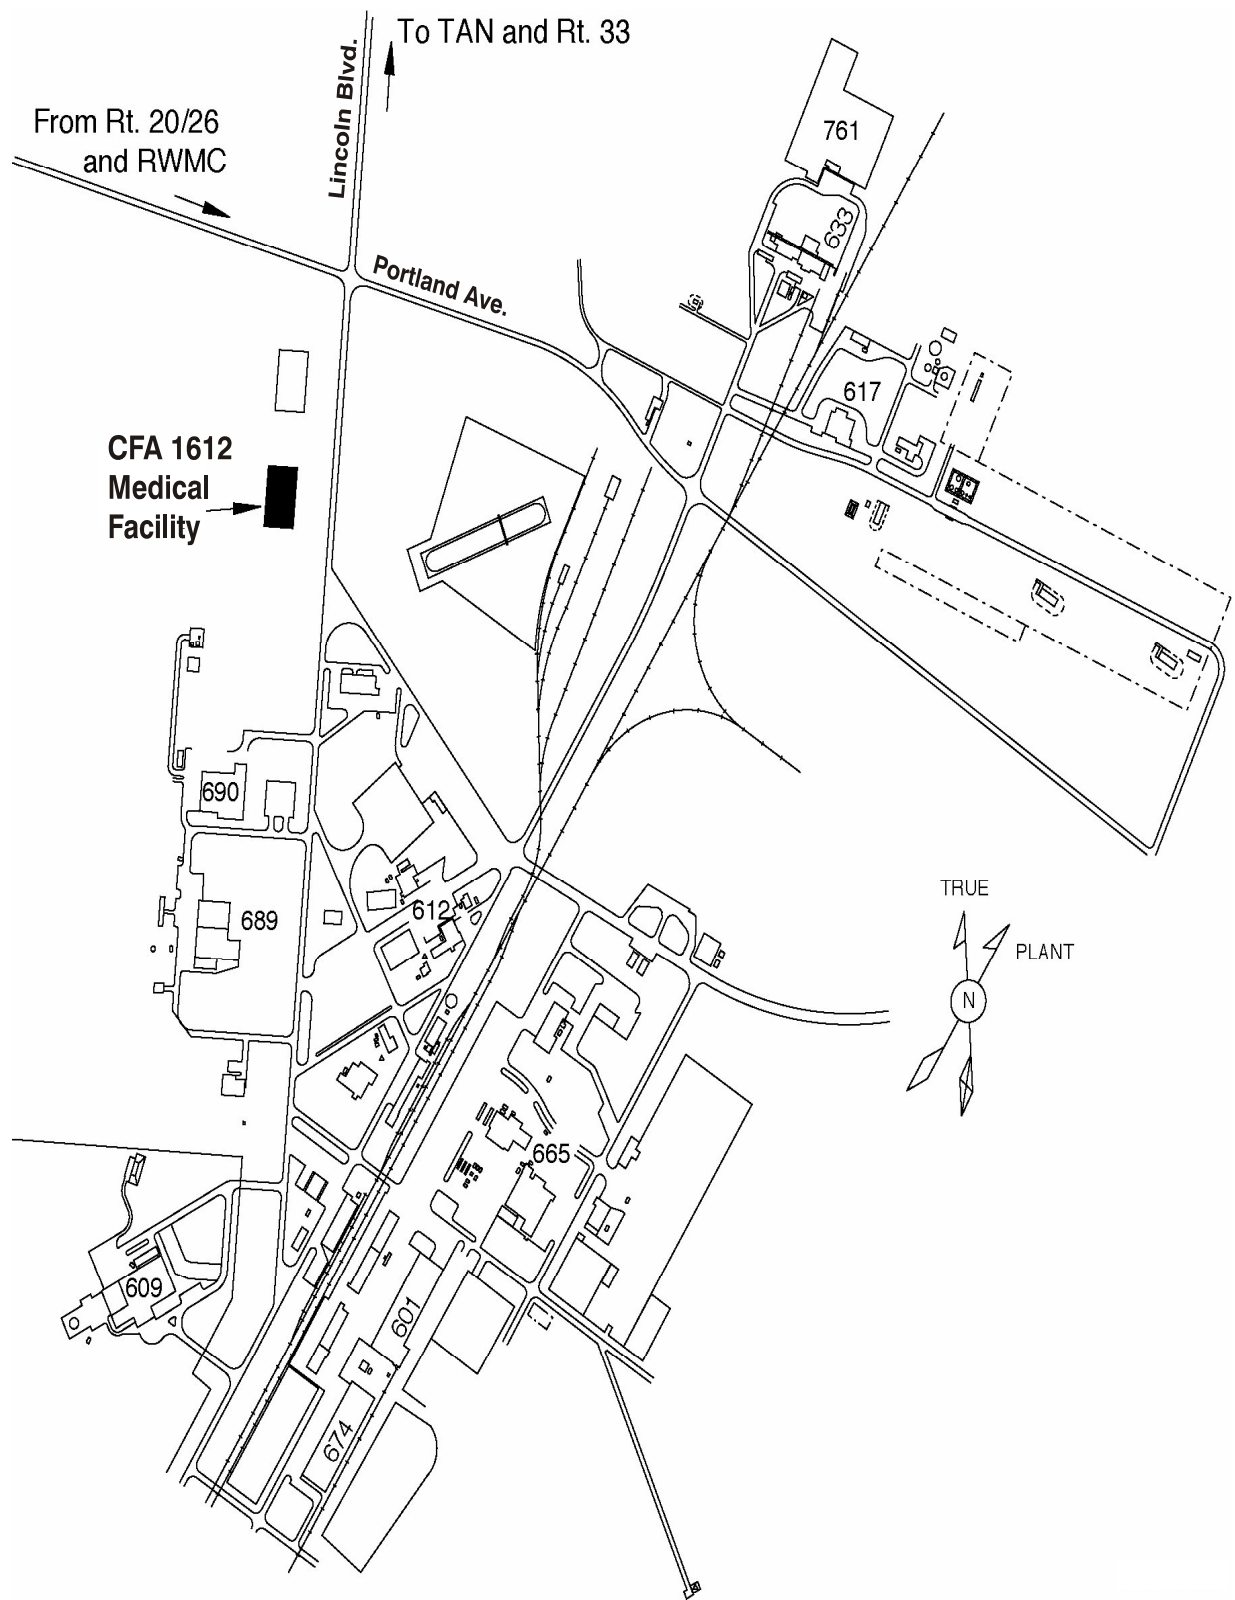 To TAN and Rt. 33
Lincoln Blvd.
From Rt. 20/26
and RWMC
761
633
Portland Ave.
617
CFA 1612
Medical
Facility
690
689
612
TRUE
PLANT
N
665
609
601
674